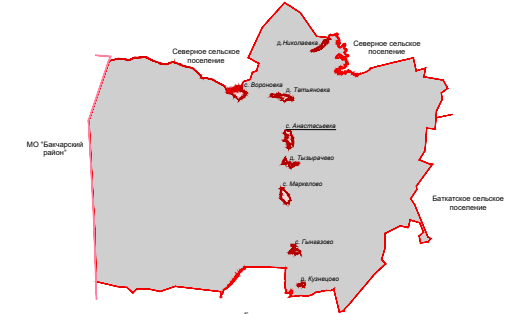 д.Николаевка
Северное сельское
поселение
Северное сельское
поселение
с. Вороновка
д. Татьяновка
с. Анастасьевка
МО "Бакчарский
район"
д. Тызырачево
с. Маркелово
Баткатское сельское
поселение
с. Гынгазово
д. Кузнецово